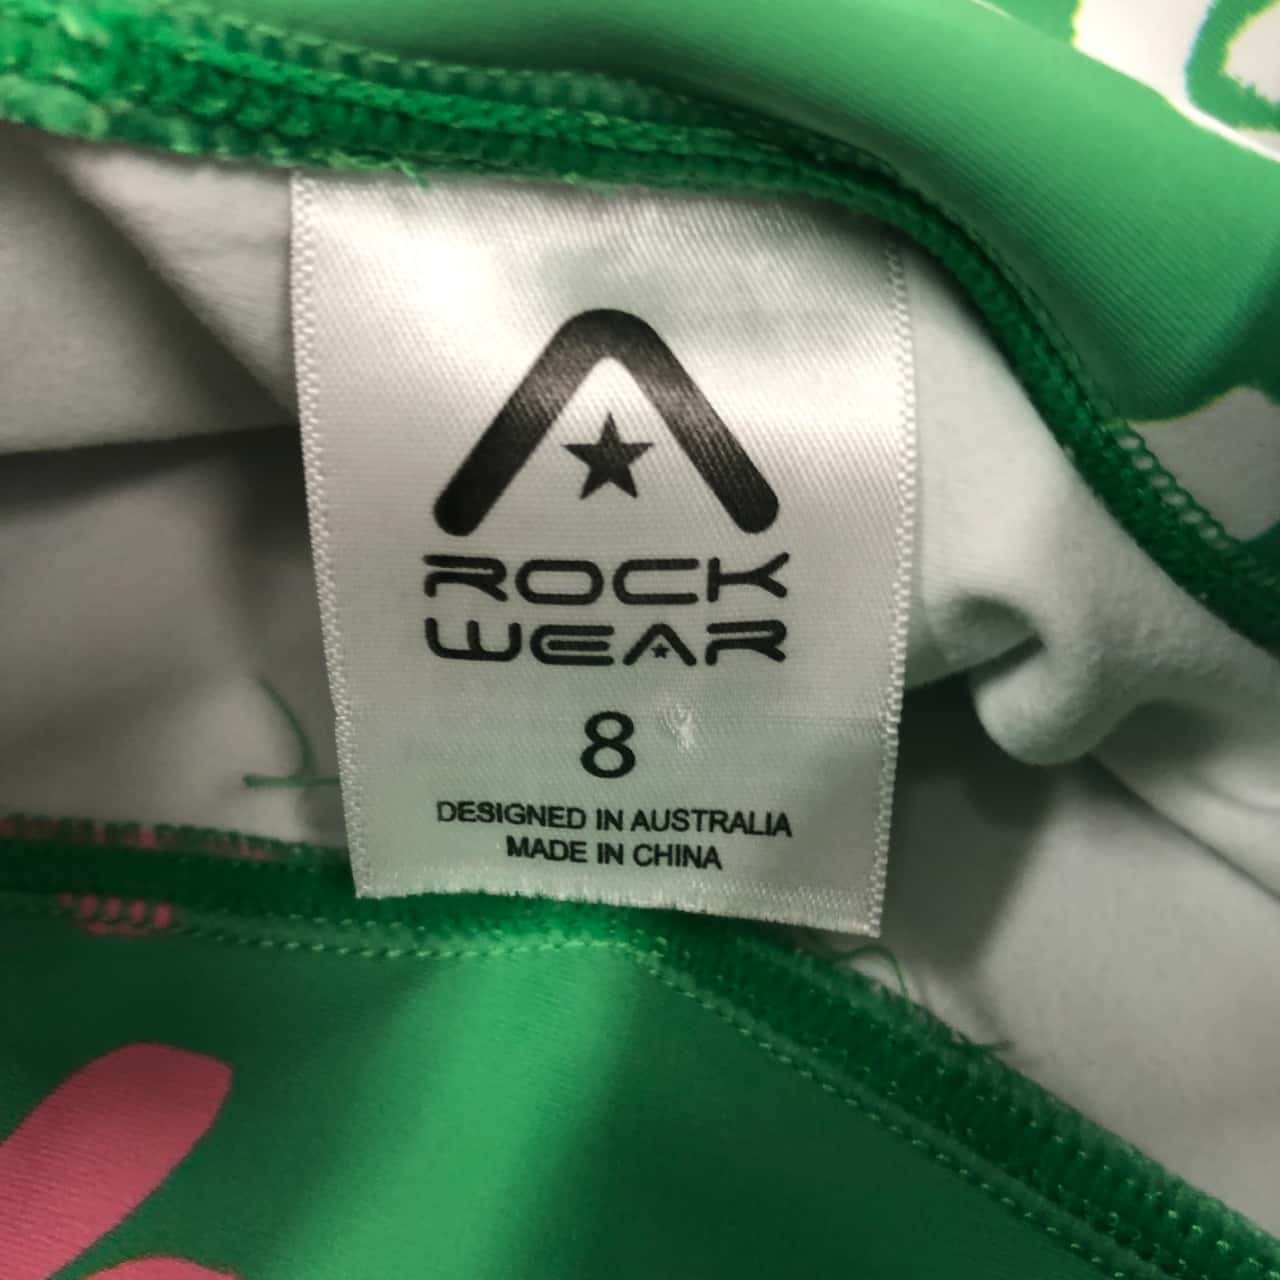 ROCK
WEAR
8
DESIGNED IN AUSTRALIA
MADE IN CHINA